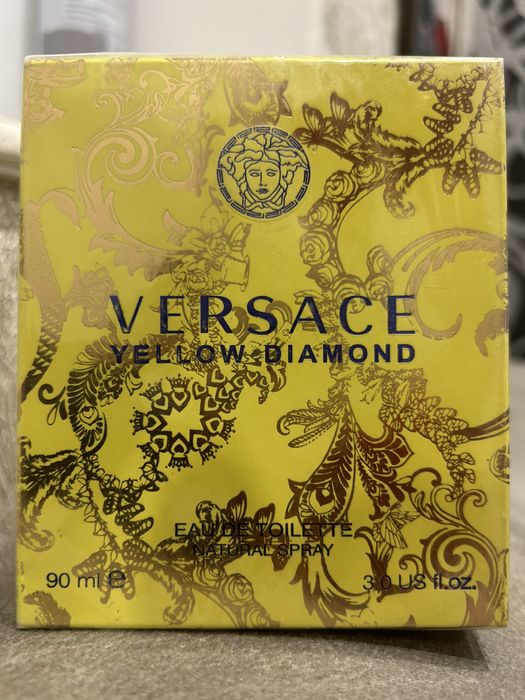 VERSACE
YELLOW DIAMOND
EAU DE TOILETTE
NATURAL SPRAY
90 ml ℮ 3.0 US fl.oz.